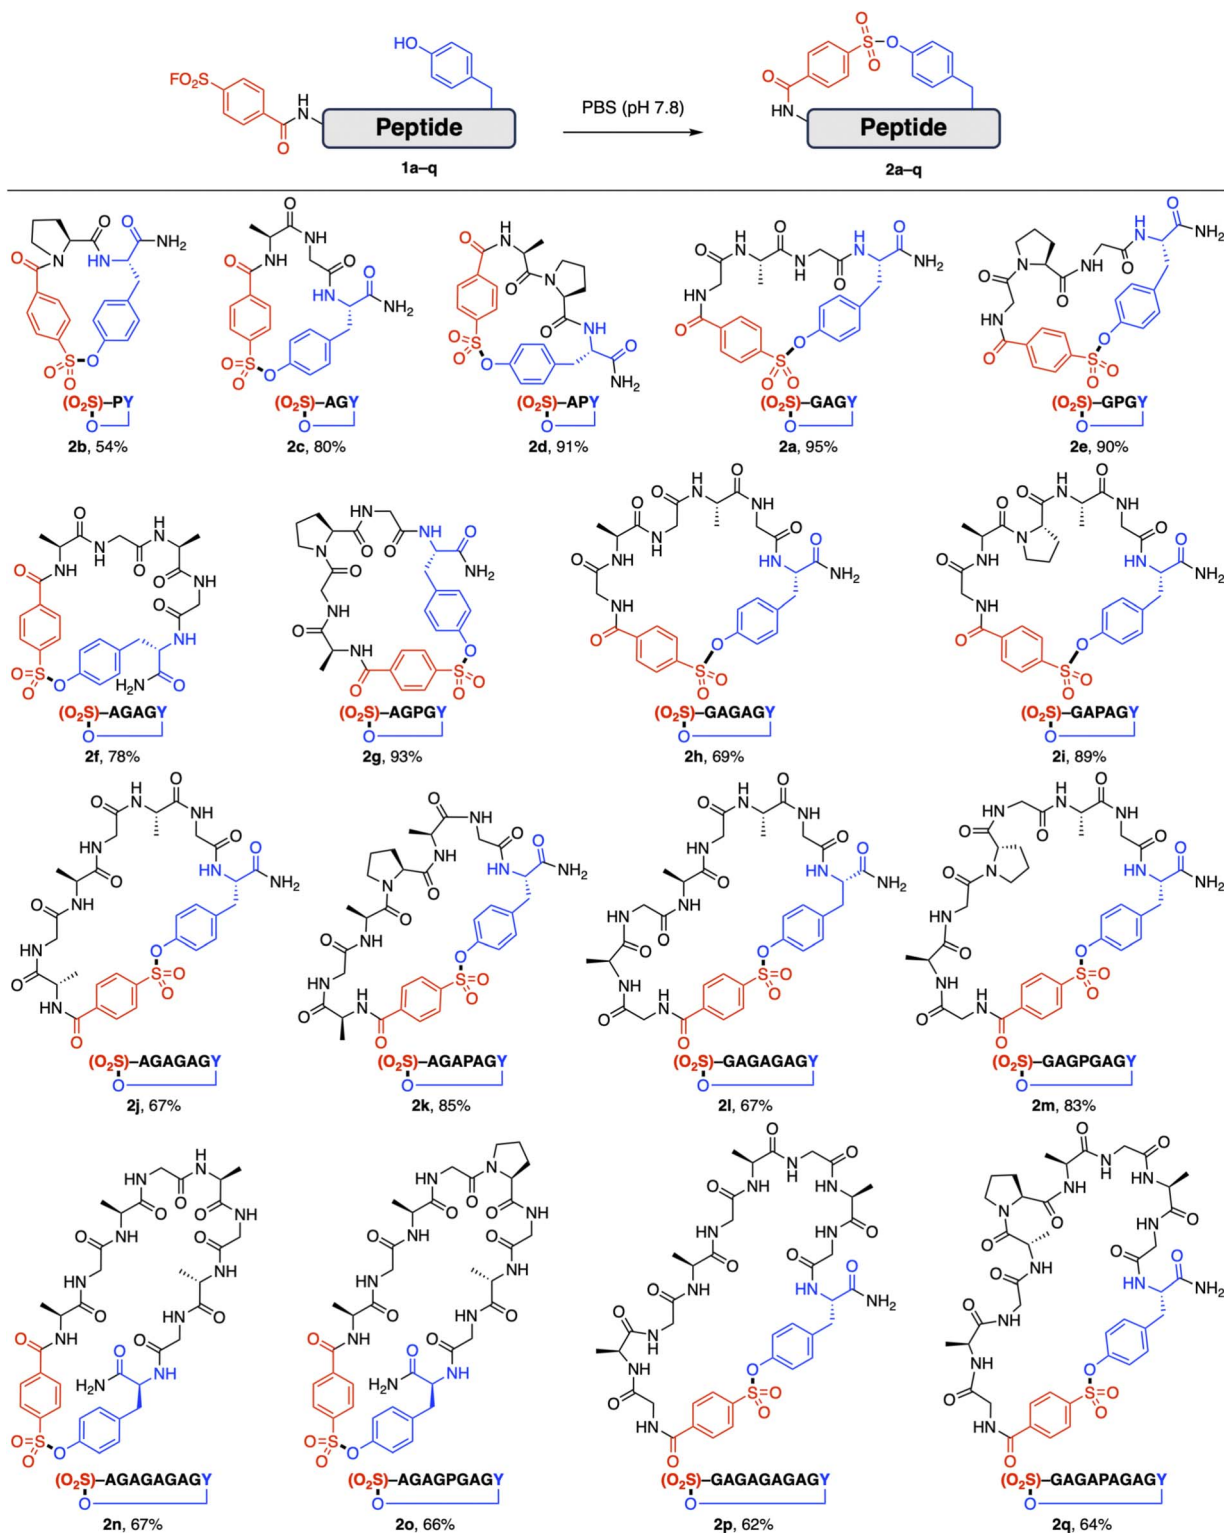 HO
FO2S
H
N
O
Peptide
1a–q
PBS (pH 7.8)
O
S–O
O
O
HN
Peptide
2a–q
(O2S)–PY
O
2b, 54%
(O2S)–AGY
O
2c, 80%
(O2S)–APY
O
2d, 91%
(O2S)–GAGY
O
2a, 95%
(O2S)–GPGY
O
2e, 90%
(O2S)–AGAGY
O
2f, 78%
(O2S)–AGPGY
O
2g, 93%
(O2S)–GAGAGY
O
2h, 69%
(O2S)–GAPAGY
O
2i, 89%
(O2S)–AGAGAGY
O
2j, 67%
(O2S)–AGAPAGY
O
2k, 85%
(O2S)–GAGAGAGY
O
2l, 67%
(O2S)–GAGPGAGY
O
2m, 83%
(O2S)–AGAGAGAGY
O
2n, 67%
(O2S)–AGAGPGAGY
O
2o, 66%
(O2S)–GAGAGAGAGY
O
2p, 62%
(O2S)–GAGAPAGAGY
O
2q, 64%